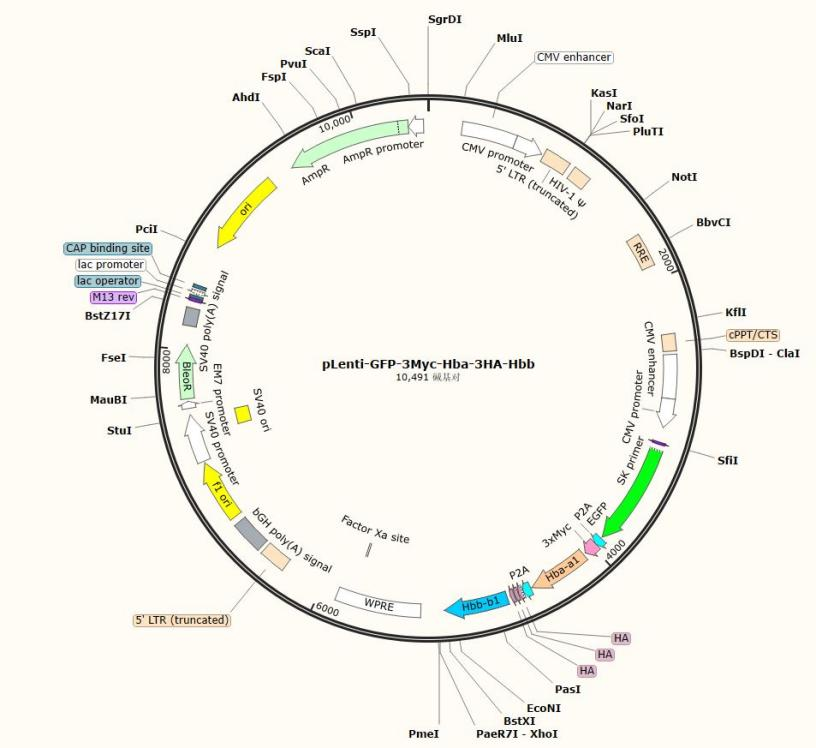 SgrDI
SspI
MluI
ScaI
CMV enhancer
PvuI
FspI
KasI
AhdI
NarI
SfoI
PluTI
10,000
AmpR promoter
AmpR
CMV promoter
5' LTR (truncated)
HIV-1 Ψ
NotI
ori
BbvCI
PciI
RRE
2000
CAP binding site
lac promoter
lac operator
M13 rev
BstZ17I
SV40 poly(A) signal
KflI
cPPT/CTS
BspDI - ClaI
CMV enhancer
CMV promoter
FseI
8000
BleoR
EM7 promoter
pLenti-GFP-3Myc-Hba-3HA-Hbb
10,491 碱基对
MauBI
StuI
SV40 ori
SV40 promoter
SK primer
SfiI
f1 ori
bGH poly(A) signal
Factor Xa site
EGFP
P2A
3xMyc
4000
Hba-a1
P2A
Hbb-b1
WPRE
6000
5' LTR (truncated)
HA
HA
HA
PasI
EcoNI
BstXI
PmeI
PaeR7I - XhoI